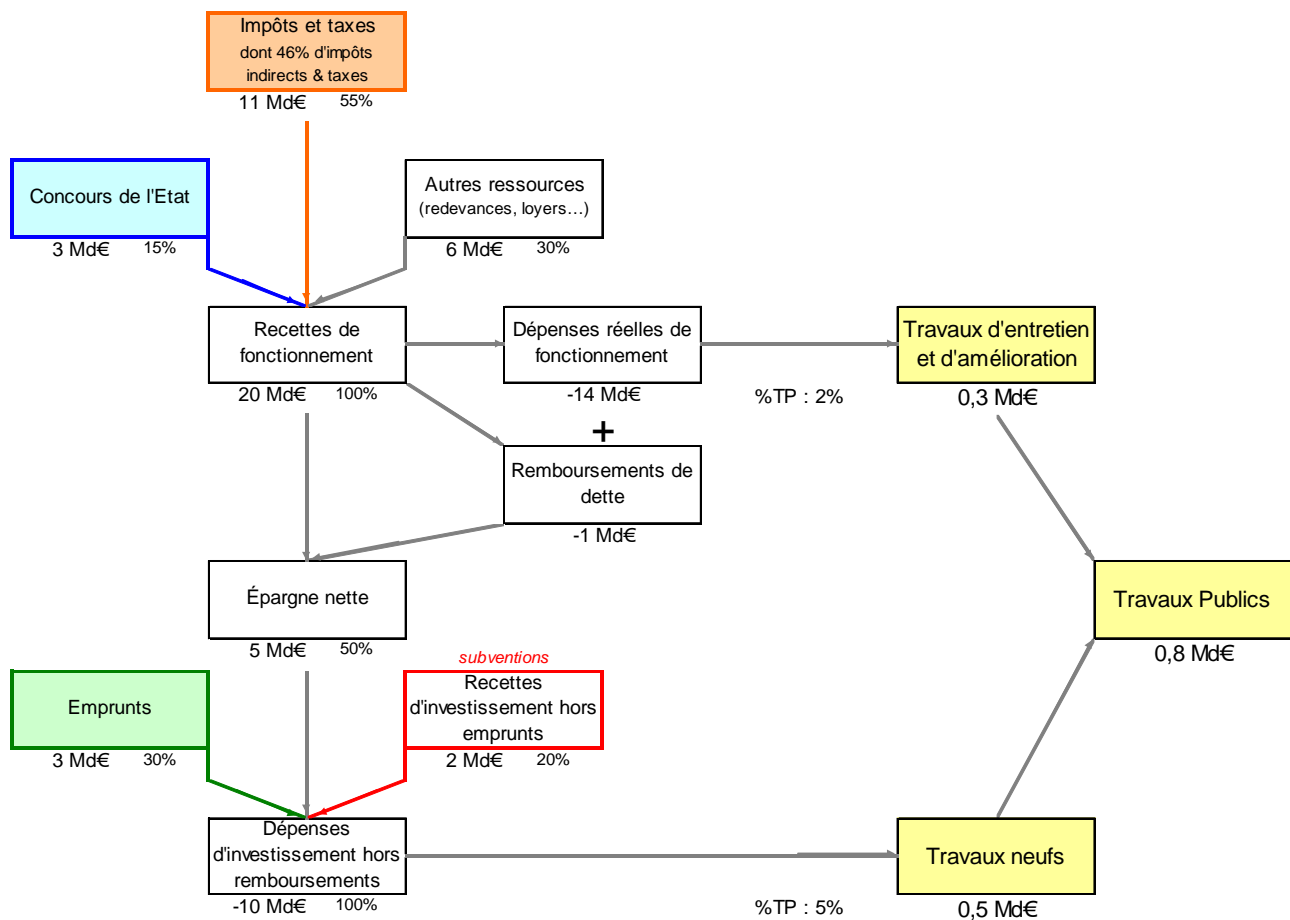 Impôts et taxes
dont 46% d'impôts
indirects & taxes
11 Md€ 55%
Concours de l'Etat
3 Md€ 15%
Autres ressources
(redevances, loyers…)
6 Md€ 30%
Recettes de
fonctionnement
20 Md€ 100%
Dépenses réelles de
fonctionnement
-14 Md€
%TP : 2%
Travaux d'entretien
et d'amélioration
0,3 Md€
+
Remboursements de
dette
-1 Md€
Épargne nette
5 Md€ 50%
Travaux Publics
0,8 Md€
Emprunts
3 Md€ 30%
subventions
Recettes
d'investissement hors
emprunts
2 Md€ 20%
Dépenses
d'investissement hors
remboursements
-10 Md€ 100%
%TP : 5%
Travaux neufs
0,5 Md€